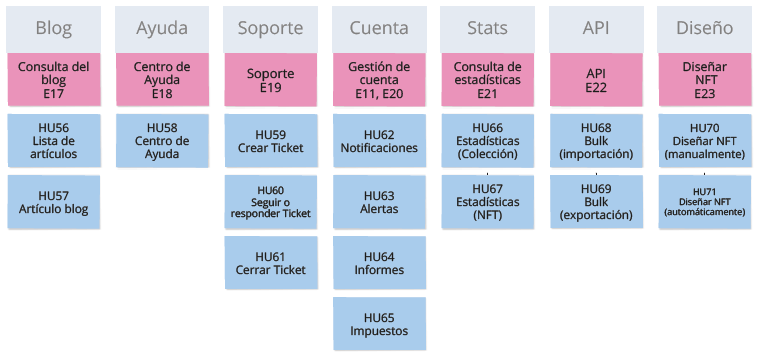 Blog
Ayuda
Soporte
Cuenta
Stats
API
Diseño
Consulta del
blog
E17
Centro de
Ayuda
E18
Soporte
E19
Gestión de
cuenta
E11, E20
Consulta de
estadísticas
E21
API
E22
Diseñar
NFT
E23
HU56
Lista de
artículos
HU58
Centro de
Ayuda
HU59
Crear Ticket
HU62
Notificaciones
HU66
Estadísticas
(Colección)
HU68
Bulk
(importación)
HU70
Diseñar NFT
(manualmente)
HU57
Artículo blog
HU60
Seguir o
responder Ticket
HU63
Alertas
HU67
Estadísticas
(NFT)
HU69
Bulk
(exportación)
HU71
Diseñar NFT
(automáticamente)
HU61
Cerrar Ticket
HU64
Informes
HU65
Impuestos